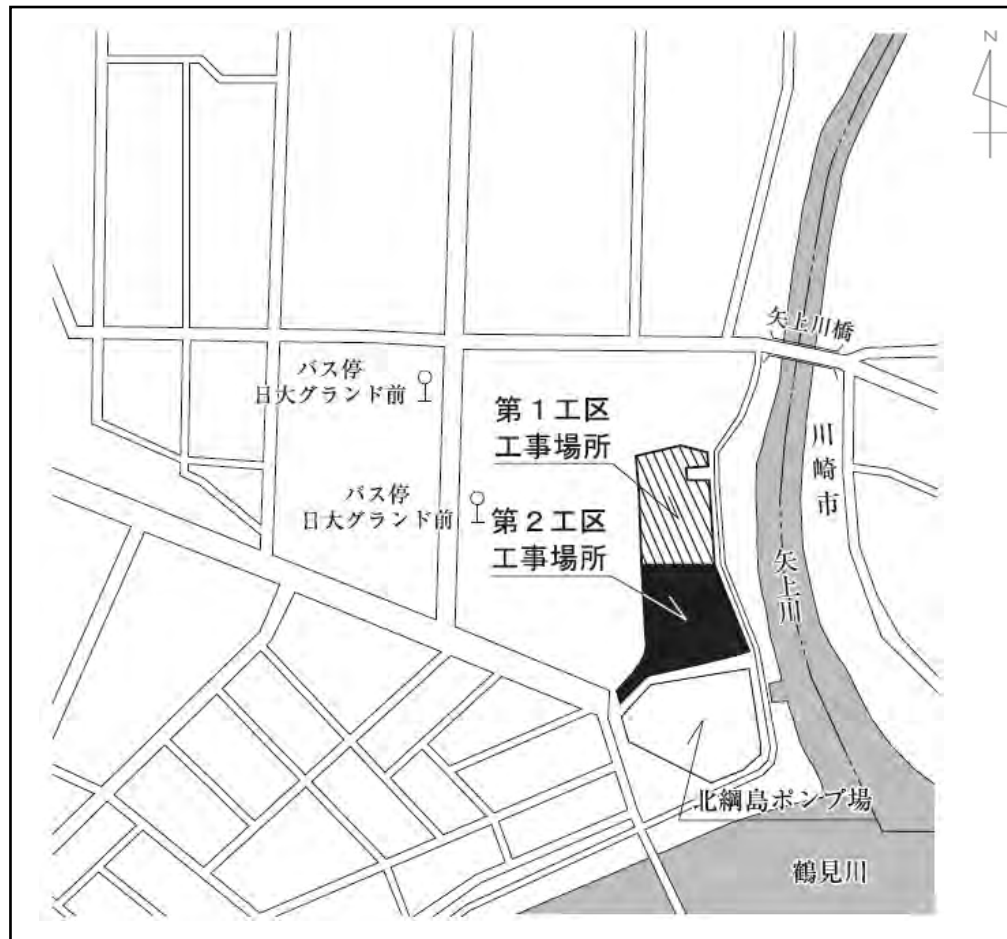 N
矢上川橋
バス停
日大グランド前
第１工区
工事場所
川崎市
バス停
日大グランド前
第２工区
工事場所
矢上川
北綱島ポンプ場
鶴見川